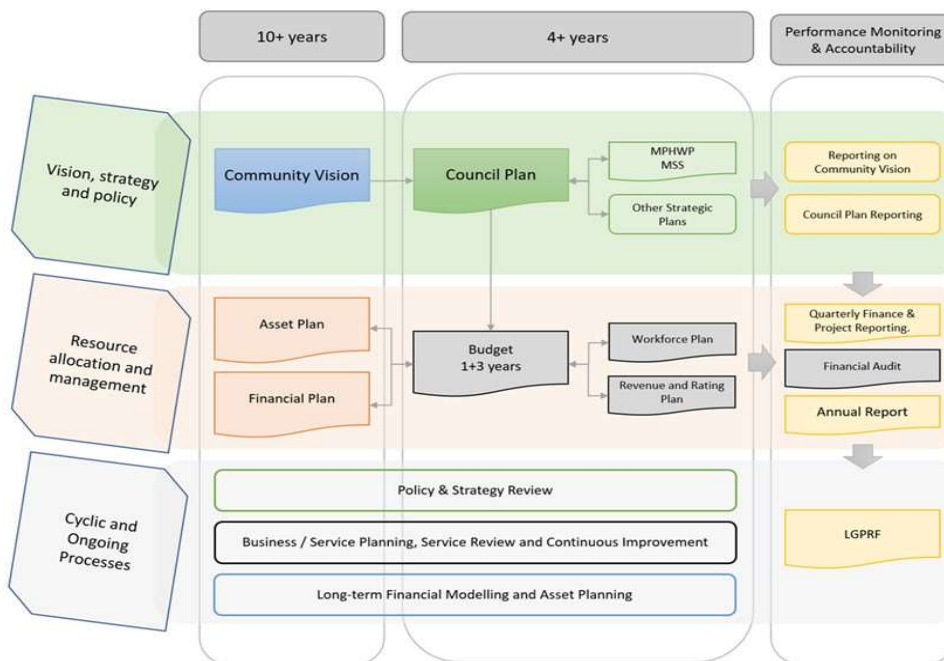 10+ years
4+ years
Performance Monitoring
& Accountability
Vision, strategy
and policy
Community Vision
Council Plan
MPHWP
MSS
Other Strategic
Plans
Reporting on
Community Vision
Council Plan Reporting
Resource
allocation and
management
Asset Plan
Financial Plan
Budget
1+3 years
Workforce Plan
Revenue and Rating
Plan
Quarterly Finance &
Project Reporting.
Financial Audit
Annual Report
Cyclic and
Ongoing
Processes
Policy & Strategy Review
Business / Service Planning, Service Review and Continuous Improvement
Long-term Financial Modelling and Asset Planning
LGPRF